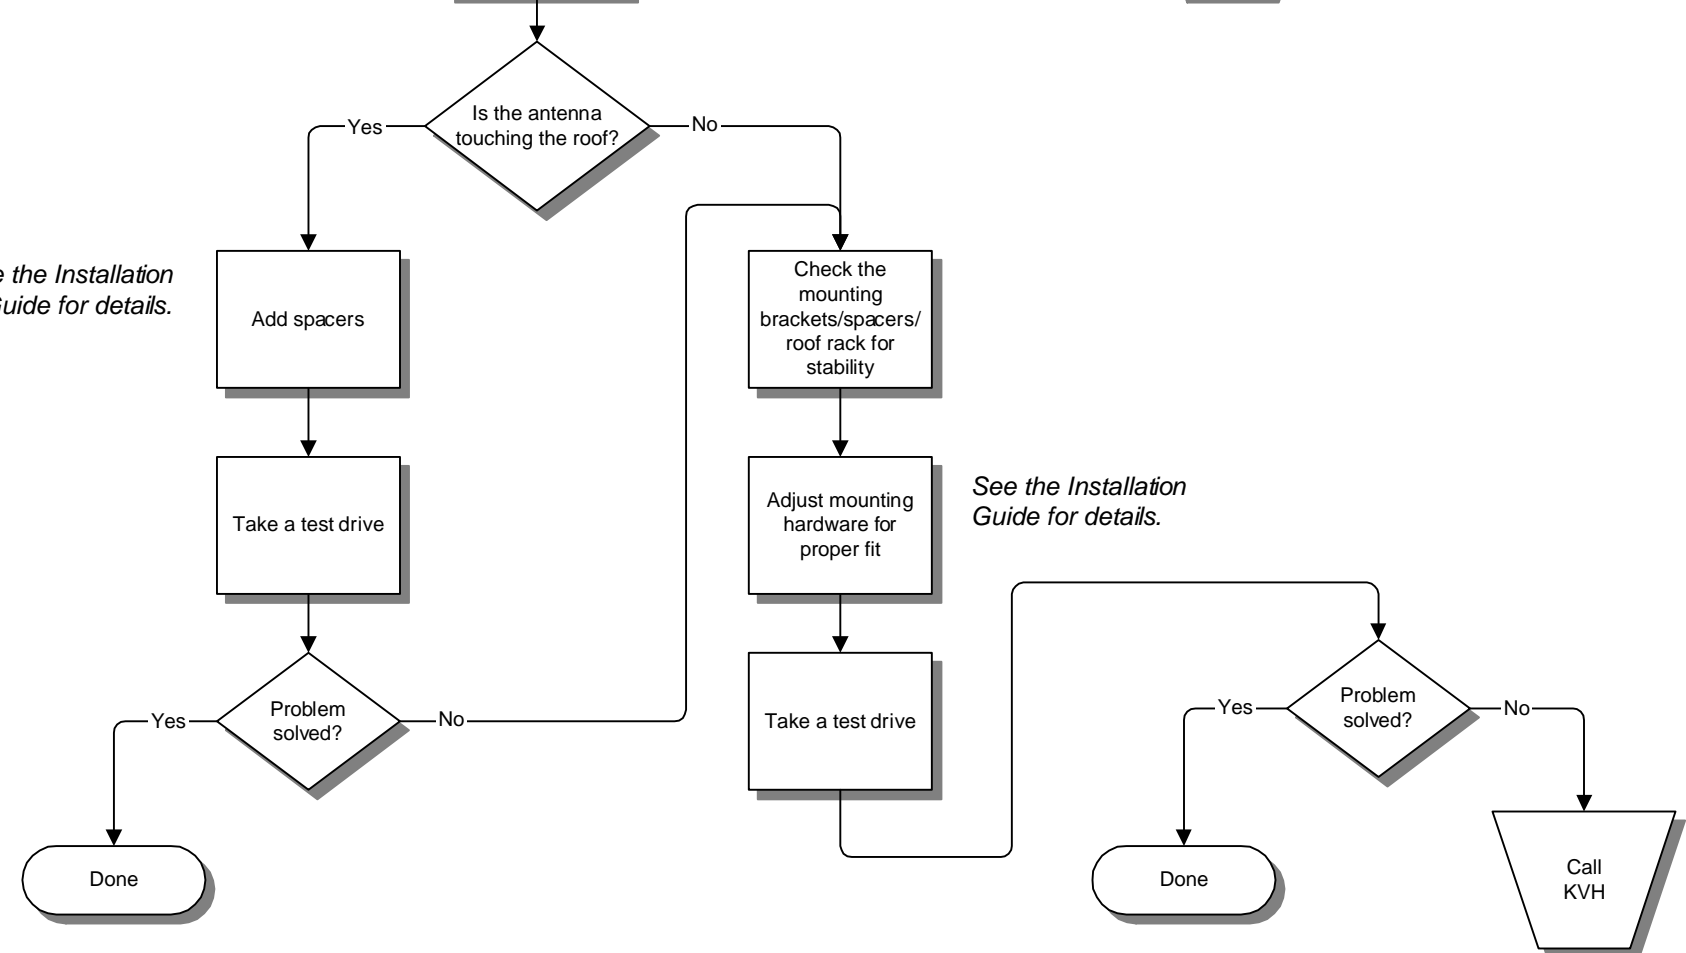 Is the antenna
touching the roof?
Yes
No
the Installation
Guide for details.
Add spacers
Check the
mounting
brackets/spacers/
roof rack for
stability
Take a test drive
Adjust mounting
hardware for
proper fit
See the Installation
Guide for details.
Problem
solved?
Yes
No
Take a test drive
Problem
solved?
Yes
No
Done
Done
Call
KVH